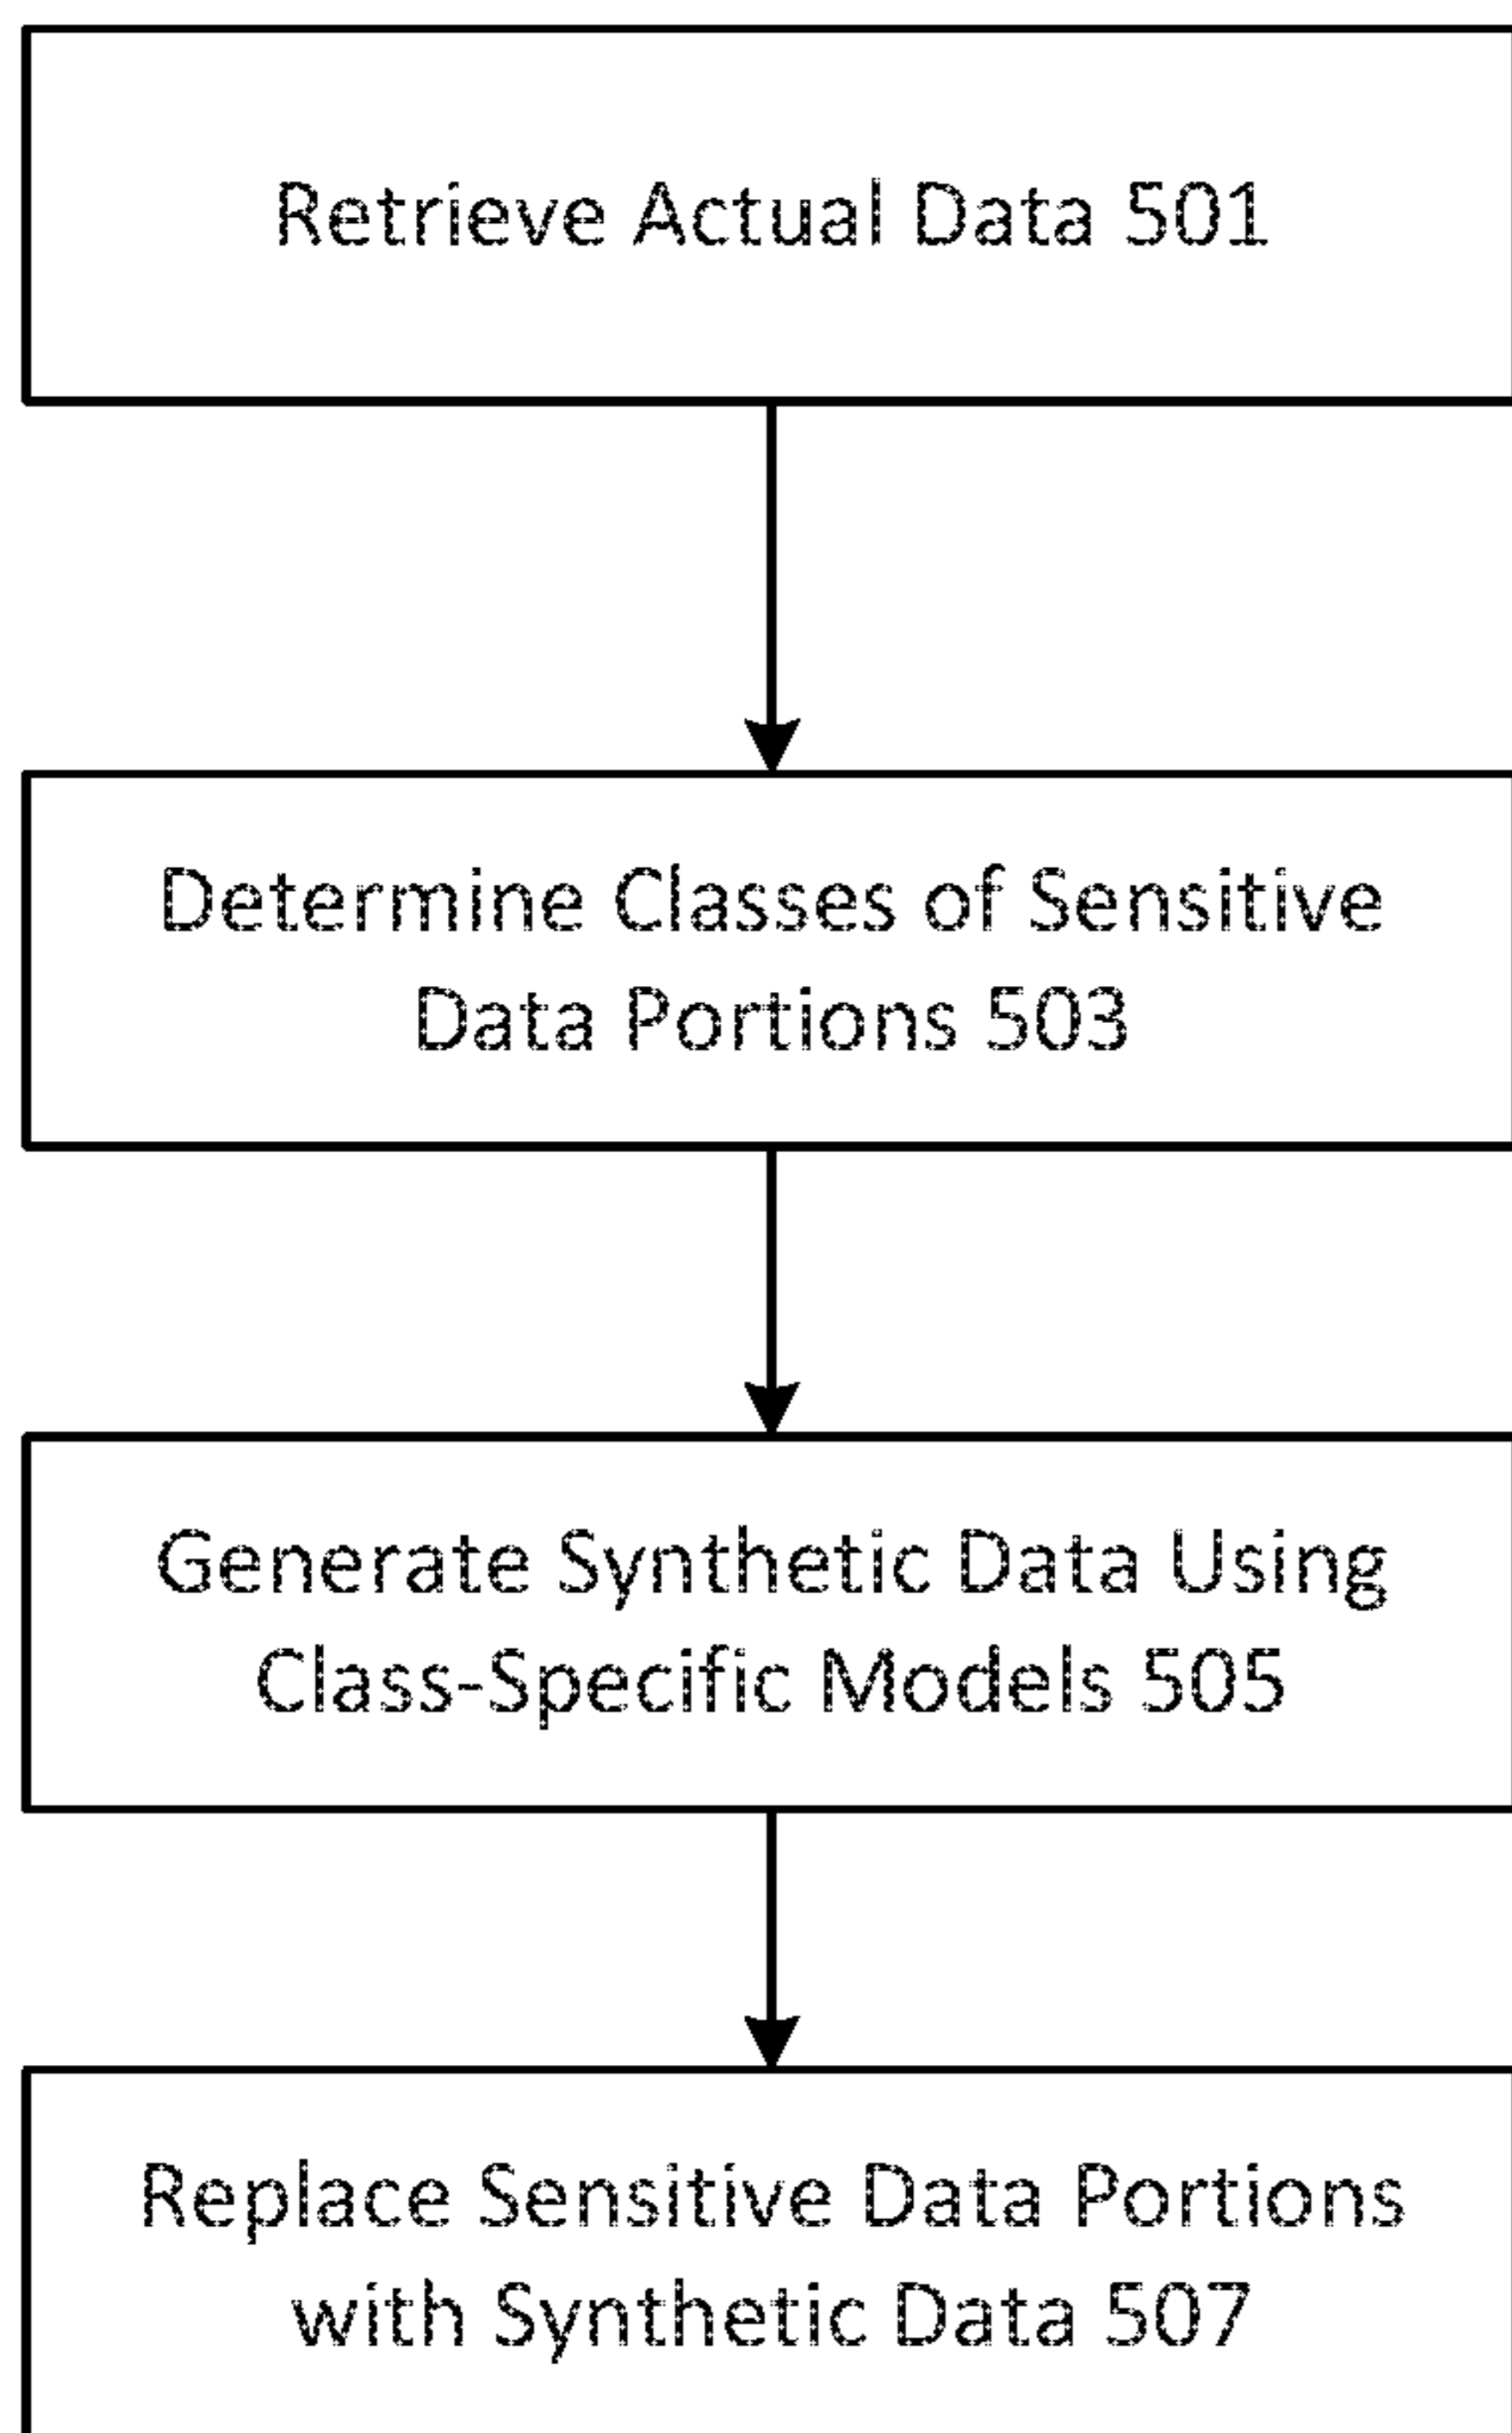 Retrieve Actual Data 501
Determine Classes of Sensitive
Data Portions 503
Generate Synthetic Data Using
Class-Specific Models 505
Replace Sensitive Data Portions
with Synthetic Data 507